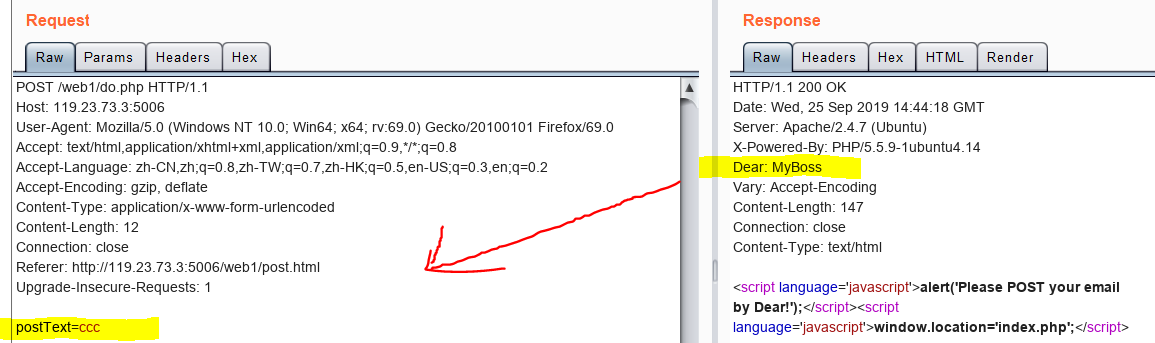 Request
Raw Params Headers Hex
POST /web1/do.php HTTP/1.1
Host: 119.23.73.3:5006
User-Agent: Mozilla/5.0 (Windows NT 10.0; Win64; x64; rv:69.0) Gecko/20100101 Firefox/69.0
Accept: text/html,application/xhtml+xml,application/xml;q=0.9,*/*;q=0.8
Accept-Language: zh-CN,zh;q=0.8,zh-TW;q=0.7,zh-HK;q=0.5,en-US;q=0.3,en;q=0.2
Accept-Encoding: gzip, deflate
Content-Type: application/x-www-form-urlencoded
Content-Length: 12
Connection: close
Referer: http://119.23.73.3:5006/web1/post.html
Upgrade-Insecure-Requests: 1
postText=ccc
Response
Raw Headers Hex HTML Render
HTTP/1.1 200 OK
Date: Wed, 25 Sep 2019 14:44:18 GMT
Server: Apache/2.4.7 (Ubuntu)
X-Powered-By: PHP/5.5.9-1ubuntu4.14
Dear: MyBoss
Vary: Accept-Encoding
Content-Length: 147
Connection: close
Content-Type: text/html
<script language='javascript'>alert('Please POST your email
by Dear!');</script><script
language='javascript'>window.location='index.php';</script>